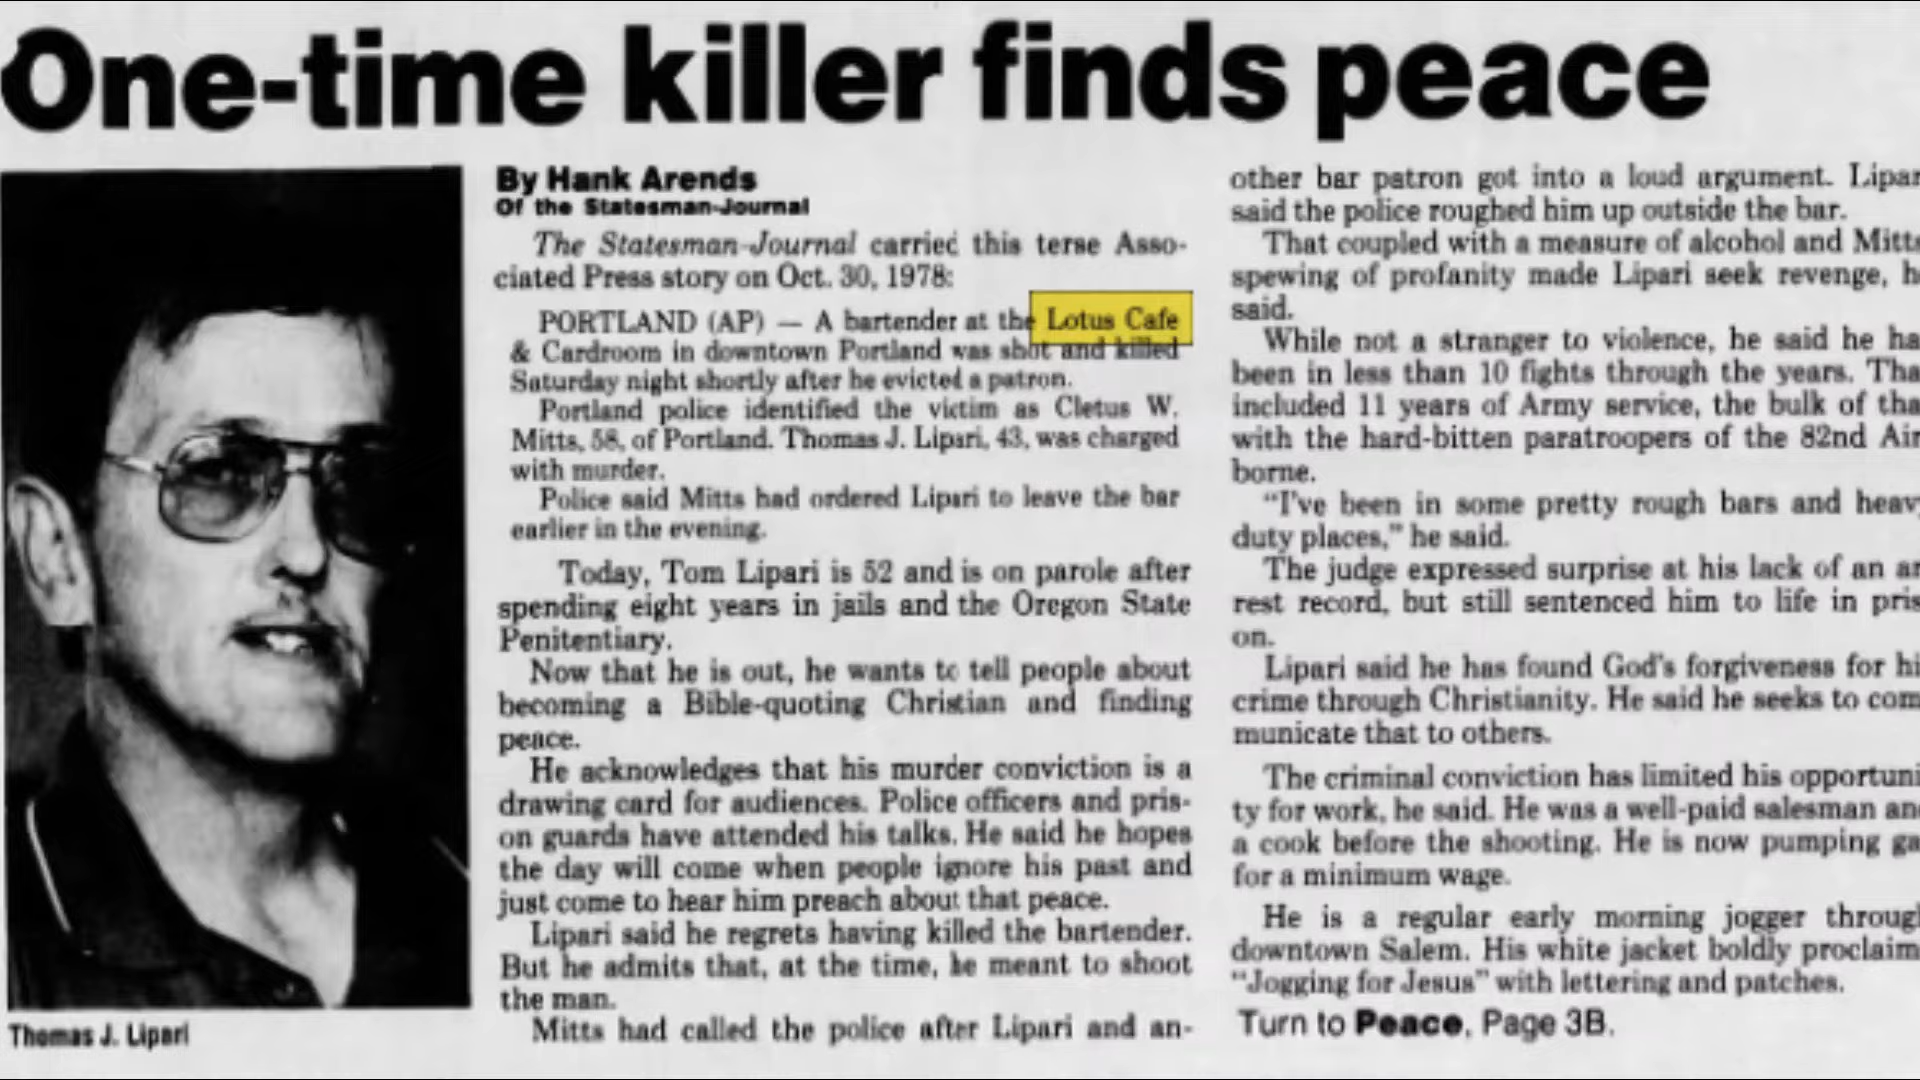 One-time killer finds peace
By Hank Arends
Of the Statesman-Journal
The Statesman-Journal carried this terse Asso-
ciated Press story on Oct. 30, 1978:
PORTLAND (AP) — A bartender at the Lotus Cafe
& Cardroom in downtown Portland was shot and killed
Saturday night shortly after he evicted a patron.
Portland police identified the victim as Cletus W.
Mitts, 58, of Portland. Thomas J. Lipari, 43, was charged
with murder.
Police said Mitts had ordered Lipari to leave the bar
earlier in the evening.
Today, Tom Lipari is 52 and is on parole after
spending eight years in jails and the Oregon State
Penitentiary.
Now that he is out, he wants to tell people about
becoming a Bible-quoting Christian and finding
peace.
He acknowledges that his murder conviction is a
drawing card for audiences. Police officers and pris-
on guards have attended his talks. He said he hopes
the day will come when people ignore his past and
just come to hear him preach about that peace.
Lipari said he regrets having killed the bartender.
But he admits that, at the time, he meant to shoot
the man.
Mitts had called the police after Lipari and an-
other bar patron got into a loud argument. Lipar
said the police roughed him up outside the bar.
That coupled with a measure of alcohol and Mitts
spewing of profanity made Lipari seek revenge, h
said.
While not a stranger to violence, he said he ha
been in less than 10 fights through the years. Tha
included 11 years of Army service, the bulk of tha
with the hard-bitten paratroopers of the 82nd Air
borne.
"I've been in some pretty rough bars and heav
duty places," he said.
The judge expressed surprise at his lack of an ar
rest record, but still sentenced him to life in pris
on.
Lipari said he has found God's forgiveness for hi
crime through Christianity. He said he seeks to com
municate that to others.
The criminal conviction has limited his opportuni
ty for work, he said. He was a well-paid salesman an
a cook before the shooting. He is now pumping ga
for a minimum wage.
He is a regular early morning jogger throug
downtown Salem. His white jacket boldly proclaim
"Jogging for Jesus" with lettering and patches.
Turn to Peace, Page 3B.
Thomas J. Lipari